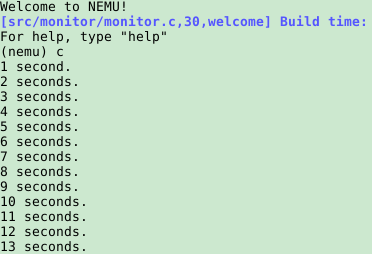 Welcome to NEMU!
[src/monitor/monitor.c,30,welcome] Build time:
For help, type "help"
(nemu) c
1 second.
2 seconds.
3 seconds.
4 seconds.
5 seconds.
6 seconds.
7 seconds.
8 seconds.
9 seconds.
10 seconds.
11 seconds.
12 seconds.
13 seconds.